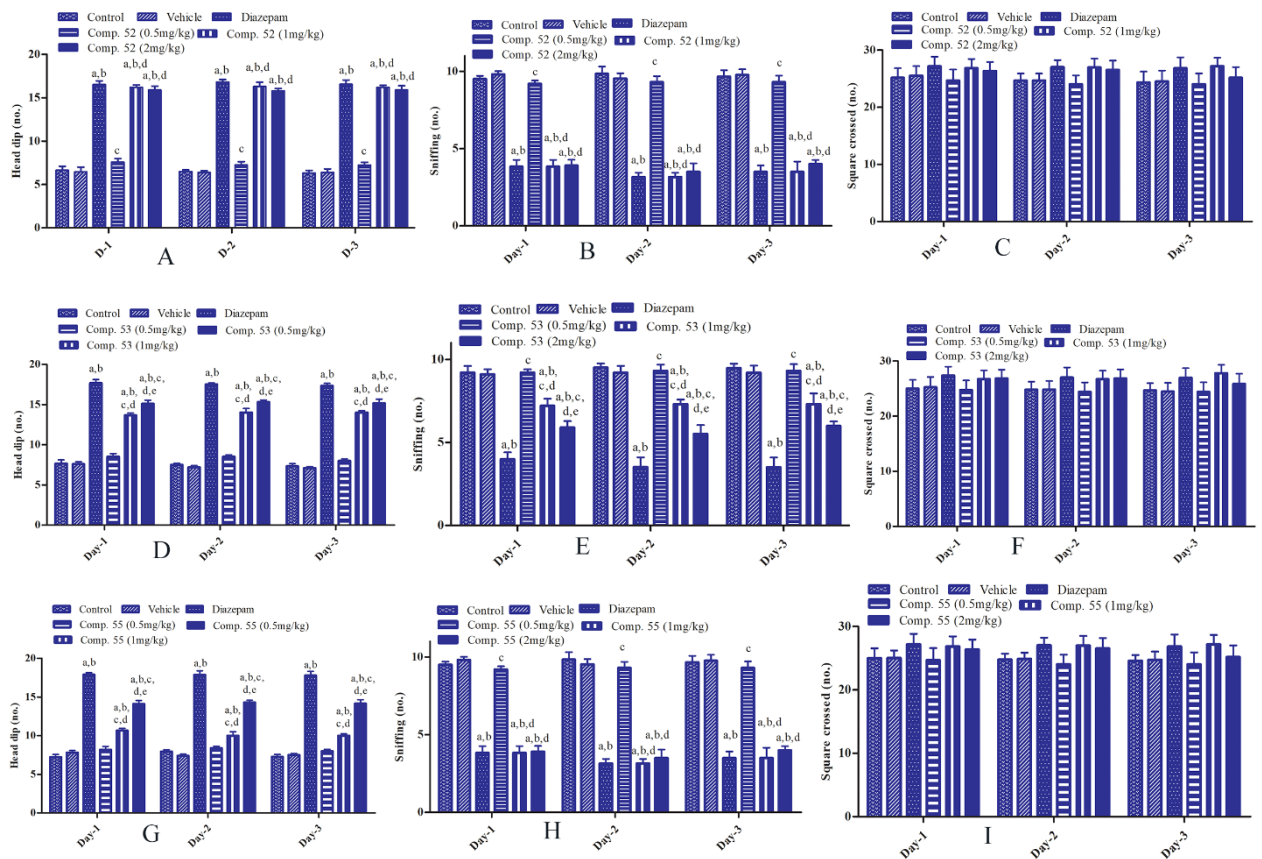 Control Vehicle Diazepam
Comp. 52 (0.5mg/kg) Comp. 52 (1mg/kg)
Comp. 52 (2mg/kg)
Head dip (no.)
20
15
10
5
0
a,b a,b,d a,b,d c
a,b a,b,d a,b,d c
a,b a,b,d a,b,d c
D-1 D-2 D-3
A
Control Vehicle Diazepam
Comp. 52 (0.5mg/kg) Comp. 52 (1mg/kg)
Comp. 52 (2mg/kg)
Sniffing (no.)
10
5
0
a,b c a,b,d a,b,d
a,b c a,b,d a,b,d
a,b c a,b,d a,b,d
Day-1 Day-2 Day-3
B
Control Vehicle Diazepam
Comp. 52 (0.5mg/kg) Comp. 52 (1mg/kg)
Comp. 52 (2mg/kg)
Square crossed (no.)
30
20
10
0
Day-1 Day-2 Day-3
C
Control Vehicle Diazepam
Comp. 53 (0.5mg/kg) Comp. 53 (0.5mg/kg)
Comp. 53 (1mg/kg)
Head dip (no.)
20
15
10
5
0
a,b a,b, c,d a,b,c, d,e
a,b a,b, c,d a,b,c, d,e
a,b a,b, c,d a,b,c, d,e
Day-1 Day-2 Day-3
D
Control Vehicle Diazepam
Comp. 53 (0.5mg/kg) Comp. 53 (1mg/kg)
Comp. 53 (2mg/kg)
Sniffing (no.)
10
5
0
a,b c a,b, c,d a,b,c, d,e
a,b c a,b, c,d a,b,c, d,e
a,b c a,b, c,d a,b,c, d,e
Day-1 Day-2 Day-3
E
Control Vehicle Diazepam
Comp. 53 (0.5mg/kg) Comp. 53 (1mg/kg)
Comp. 53 (2mg/kg)
Square crossed (no.)
30
20
10
0
Day-1 Day-2 Day-3
F
Control Vehicle Diazepam
Comp. 55 (0.5mg/kg) Comp. 55 (0.5mg/kg)
Comp. 55 (1mg/kg)
Head dip (no.)
20
15
10
5
0
a,b a,b, c,d a,b,c, d,e
a,b a,b, c,d a,b,c, d,e
a,b a,b, c,d a,b,c, d,e
Day-1 Day-2 Day-3
G
Control Vehicle Diazepam
Comp. 55 (0.5mg/kg) Comp. 55 (1mg/kg)
Comp. 55 (2mg/kg)
Sniffing (no.)
10
5
0
a,b c a,b,d a,b,d
a,b c a,b,d a,b,d
a,b c a,b,d a,b,d
Day-1 Day-2 Day-3
H
Control Vehicle Diazepam
Comp. 55 (0.5mg/kg) Comp. 55 (1mg/kg)
Comp. 55 (2mg/kg)
Square crossed (no.)
30
20
10
0
Day-1 Day-2 Day-3
I